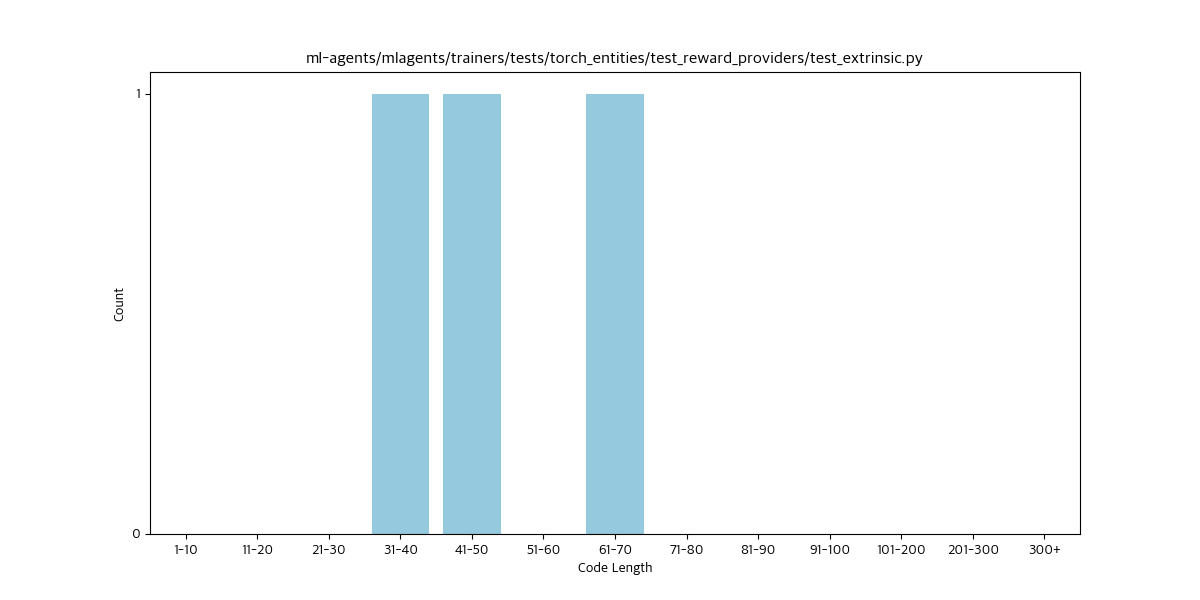 ml-agents/mlagents/trainers/tests/torch_entities/test_reward_providers/test_extrinsic.py
1
Count
0
1-10 11-20 21-30 31-40 41-50 51-60 61-70 71-80 81-90 91-100 101-200 201-300 300+
Code Length